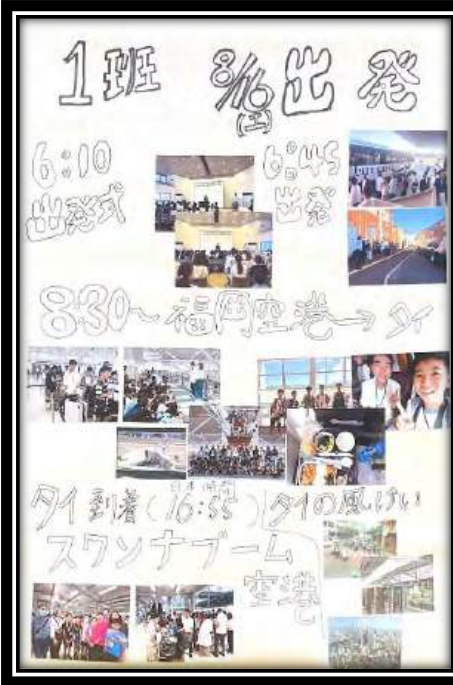 1班 8/16(土)出発
6:10 出発式
6:45 出発
8:30〜福岡空港→タイ
タイ到着(日本時間 16:55)
スワンナプーム空港
タイの風けい